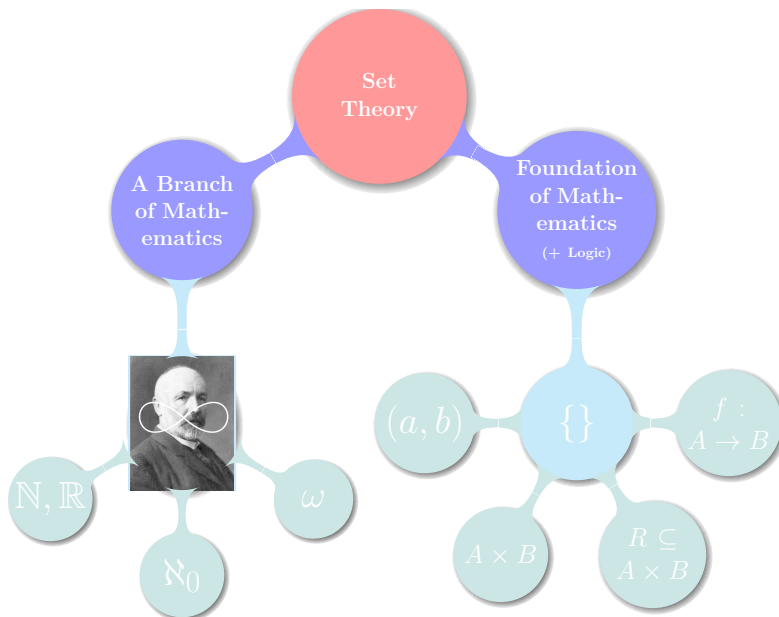 Set
Theory
A Branch
of Math-
ematics
Foundation
of Math-
ematics
(+ Logic)
∞
(a, b)
{}
f :
A → B
ℕ, ℝ
ω
ℵ₀
A × B
R ⊆
A × B